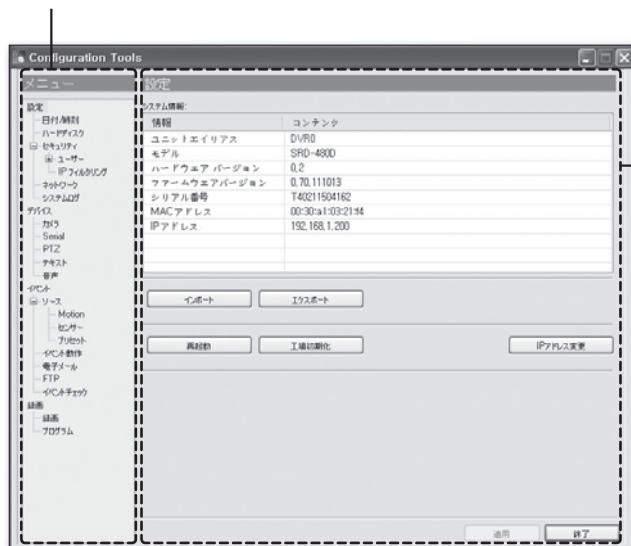 Configuration Tools
メニュー
設定
設定
日付/時刻
ハードディスク
セキュリティ
ユーザー
IPフィルタリング
ネットワーク
システムログ
デバイス
カメラ
Serial
PTZ
テキスト
音声
イベント
ソース
Motion
センサー
プリセット
イベント動作
電子メール
FTP
イベントチェック
録画
録画
プログラム
システム情報:
情報 コンテンツ
ユニットエイリアス DVR0
モデル SRD-480D
ハードウェア バージョン 0,2
ファームウエアバージョン 0,70,111013
シリアル番号 T40211504162
MACアドレス 00:30:a1:03:21:f4
IPアドレス 192,168,1,200
インポート エクスポート
再起動 工場初期化 IPアドレス変更
適用 終了